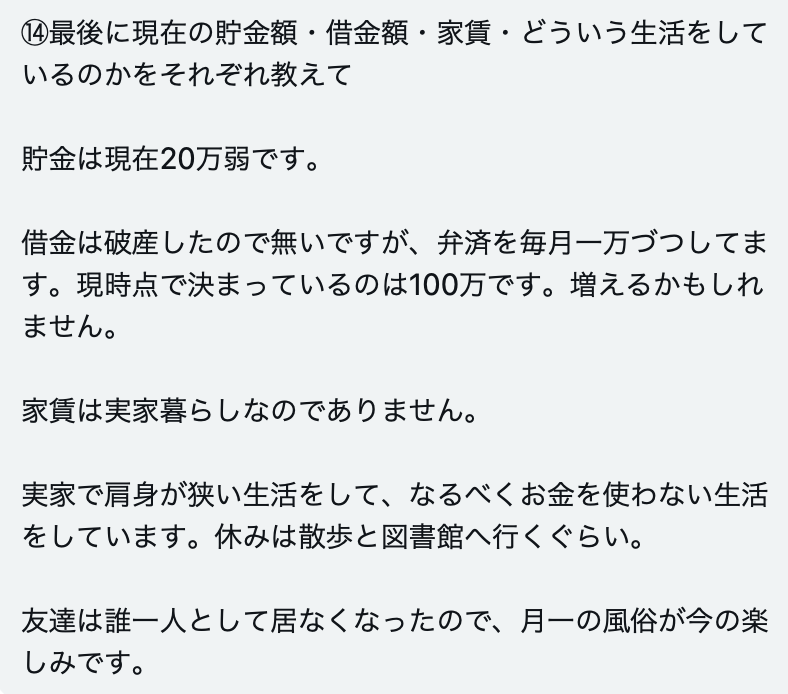 ⑭最後に現在の貯金額・借金額・家賃・どういう生活をして
いるのかをそれぞれ教えて
貯金は現在20万弱です。
借金は破産したので無いですが、弁済を毎月一万づつしてま
す。現時点で決まっているのは100万です。増えるかもしれ
ません。
家賃は実家暮らしなのでありません。
実家で肩身が狭い生活をして、なるべくお金を使わない生活
をしています。休みは散歩と図書館へ行くぐらい。
友達は誰一人として居なくなったので、月一の風俗が今の楽
しみです。